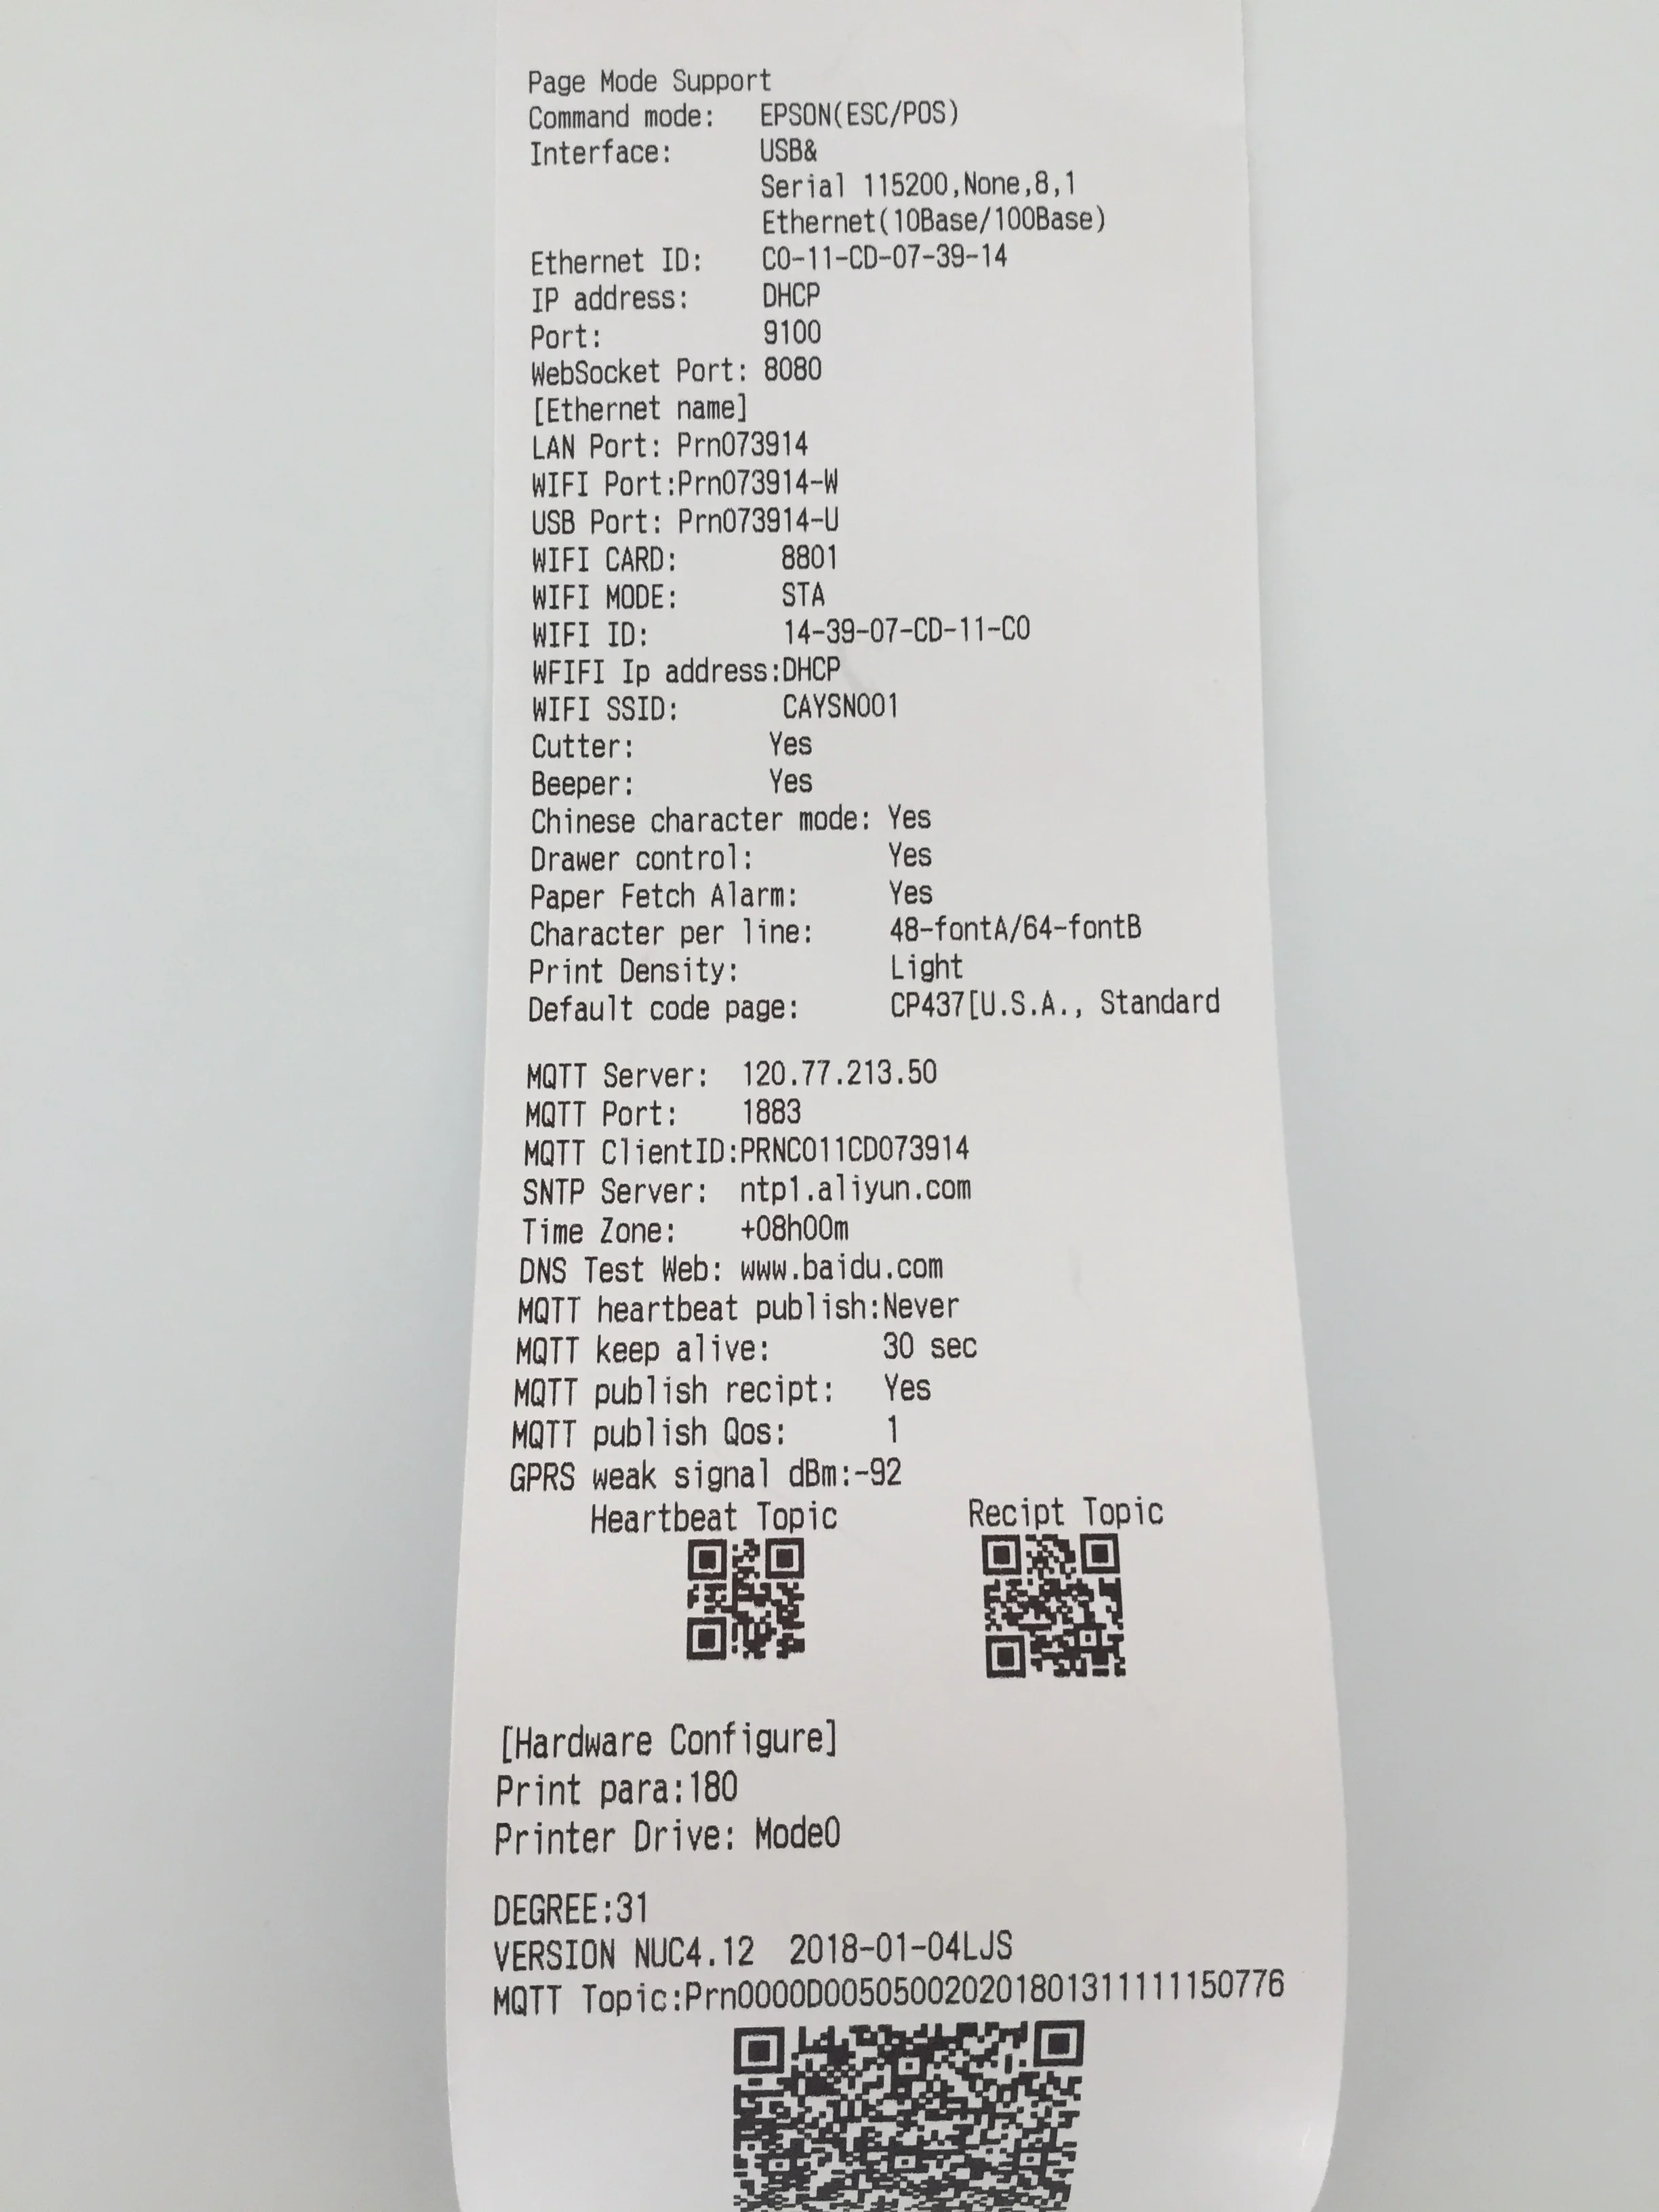 Page Mode Support
Command mode: EPSON(ESC/POS)
Interface: USB&
Serial 115200,None,8,1
Ethernet(10Base/100Base)
Ethernet ID: C0-11-CD-07-39-14
IP address: DHCP
Port: 9100
WebSocket Port: 8080
[Ethernet name]
LAN Port: Prn073914
WIFI Port:Prn073914-W
USB Port: Prn073914-U
WIFI CARD: 8801
WIFI MODE: STA
WIFI ID: 14-39-07-CD-11-C0
WFIFI Ip address:DHCP
WIFI SSID: CAYSN001
Cutter: Yes
Beeper: Yes
Chinese character mode: Yes
Drawer control: Yes
Paper Fetch Alarm: Yes
Character per line: 48-fontA/64-fontB
Print Density: Light
Default code page: CP437[U.S.A., Standard
MQTT Server: 120.77.213.50
MQTT Port: 1883
MQTT ClientID:PRNC011CD073914
SNTP Server: ntp1.aliyun.com
Time Zone: +08h00m
DNS Test Web: www.baidu.com
MQTT heartbeat publish:Never
MQTT keep alive: 30 sec
MQTT publish recipt: Yes
MQTT publish Qos: 1
GPRS weak signal dBm:-92
Heartbeat Topic Recipt Topic
[Hardware Configure]
Print para:180
Printer Drive: Mode0
DEGREE:31
VERSION NUC4.12 2018-01-04LJS
MQTT Topic:Prn0000D005050020201801311111150776